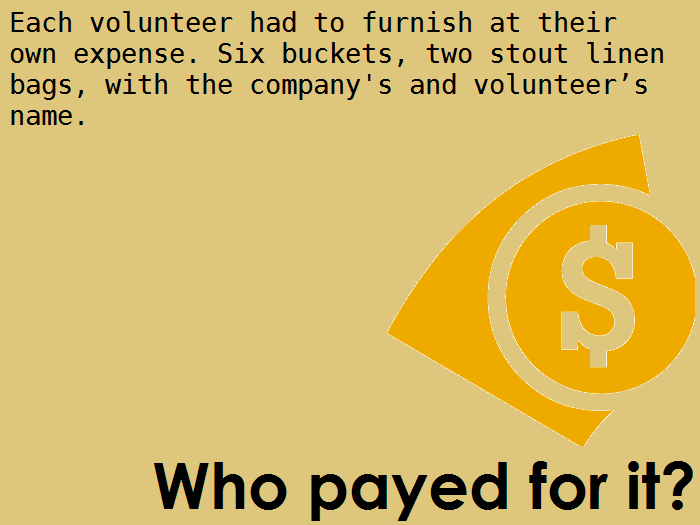 Each volunteer had to furnish at their
own expense. Six buckets, two stout linen
bags, with the company's and volunteer’s
name.
$
Who payed for it?